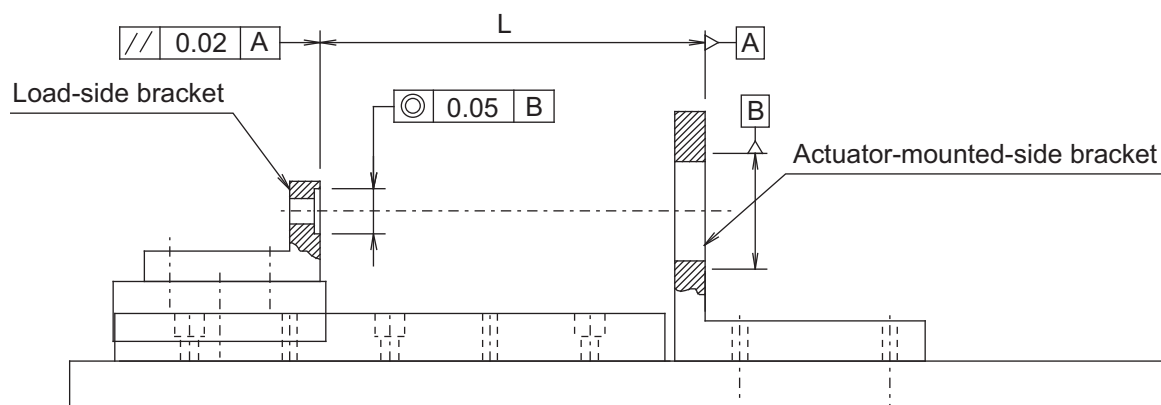 // 0.02 A
L
A
Load-side bracket
◎ 0.05 B
B
Actuator-mounted-side bracket